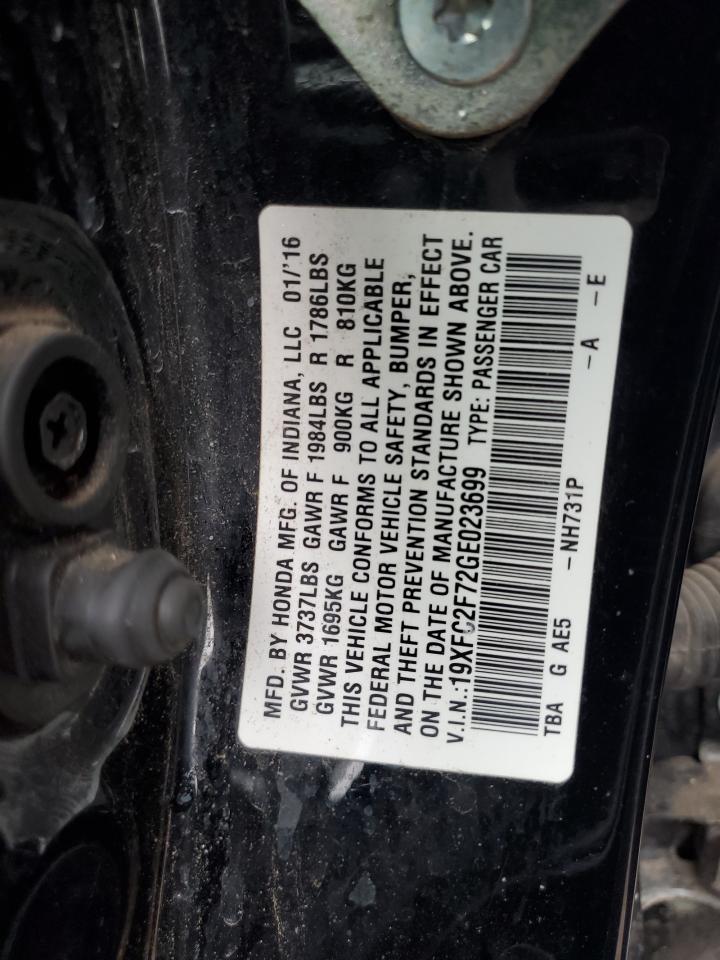 MFD. BY HONDA MFG. OF INDIANA, LLC 01/'16
GVWR 3737LBS GAWR F 1984LBS R 1786LBS
GVWR 1695KG GAWR F 900KG R 810KG
THIS VEHICLE CONFORMS TO ALL APPLICABLE
FEDERAL MOTOR VEHICLE SAFETY, BUMPER,
AND THEFT PREVENTION STANDARDS IN EFFECT
ON THE DATE OF MANUFACTURE SHOWN ABOVE.
V.I.N.:19XFC2F72GE023699 TYPE: PASSENGER CAR
TBA G AE5 -NH731P -A -E